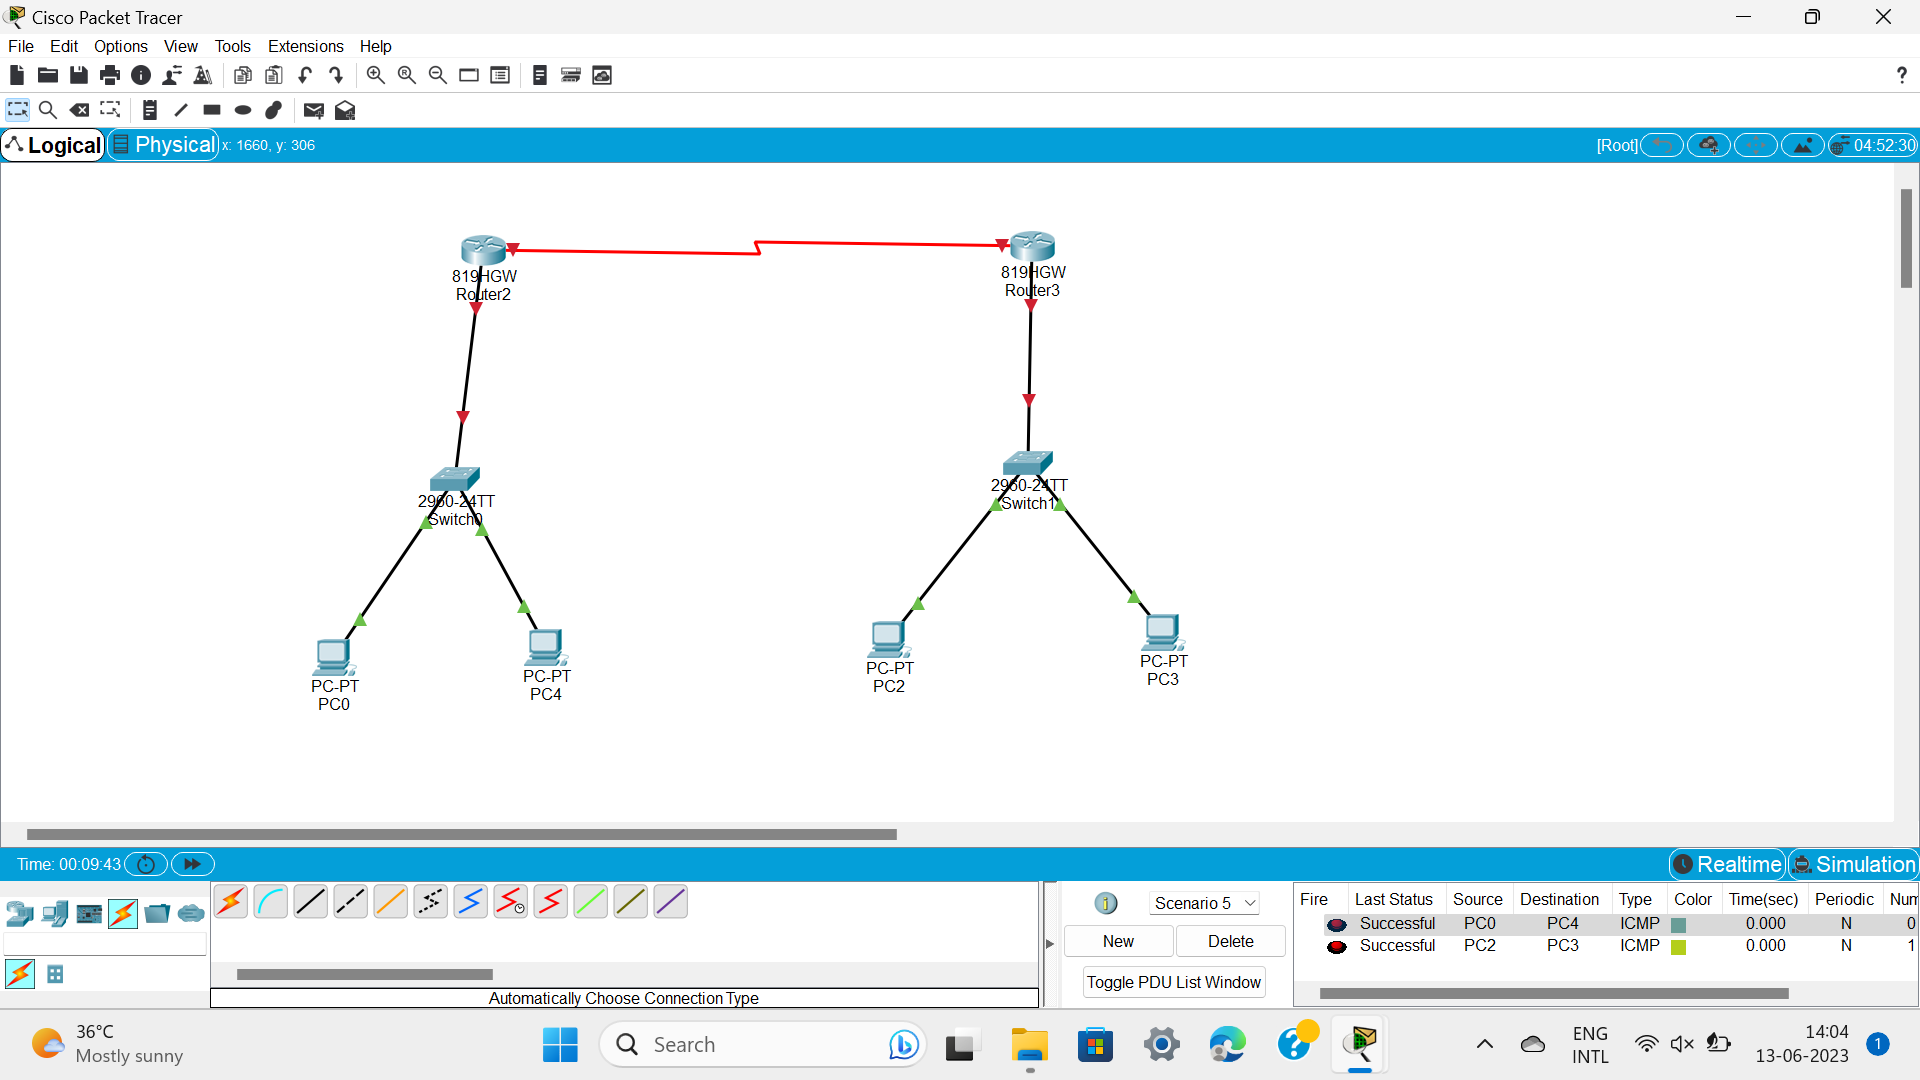 Cisco Packet Tracer
File Edit Options View Tools Extensions Help
?
Logical Physical x: 1660, y: 306 [Root] 04:52:30
819HGW
Router2
819HGW
Router3
2960-24TT
Switch0
2960-24TT
Switch1
PC-PT
PC0
PC-PT
PC4
PC-PT
PC2
PC-PT
PC3
Time: 00:09:43 Realtime Simulation
Scenario 5
New Delete
Toggle PDU List Window
Fire Last Status Source Destination Type Color Time(sec) Periodic Num
Successful PC0 PC4 ICMP 0.000 N 0
Successful PC2 PC3 ICMP 0.000 N 1
Automatically Choose Connection Type
36°C
Mostly sunny
Search
ENG
INTL
14:04
13-06-2023
1